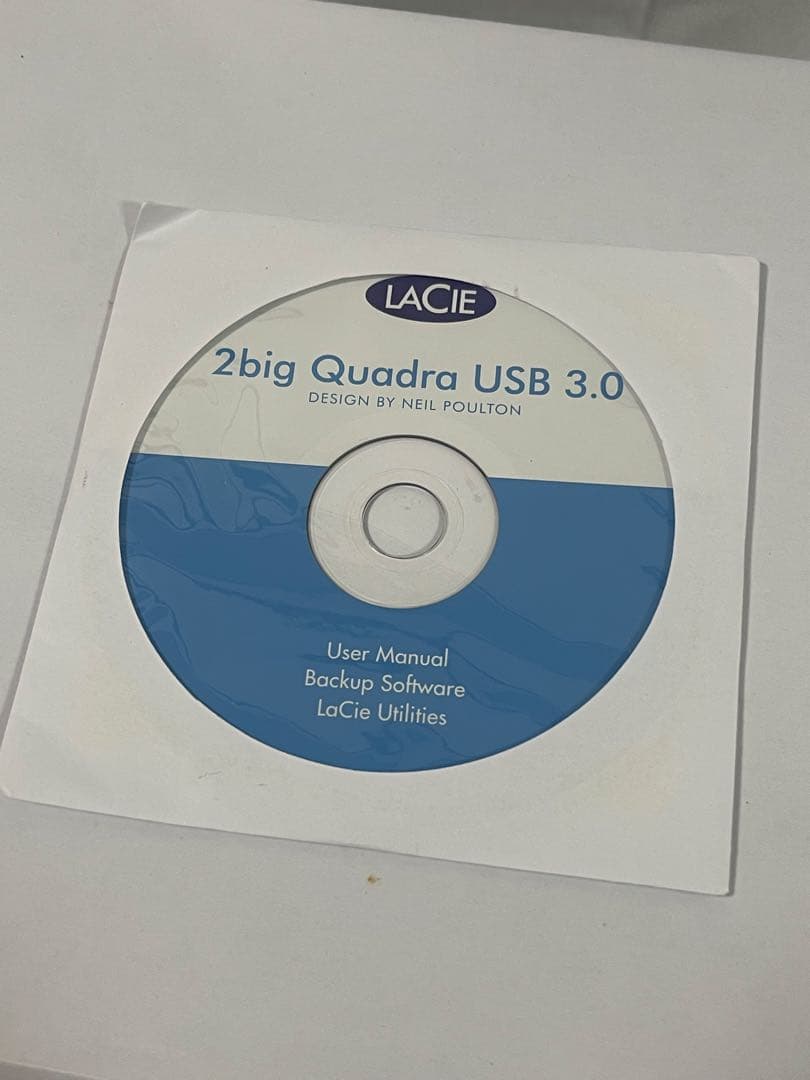 LACIE
2big Quadra USB 3.0
DESIGN BY NEIL POULTON
User Manual
Backup Software
LaCie Utilities